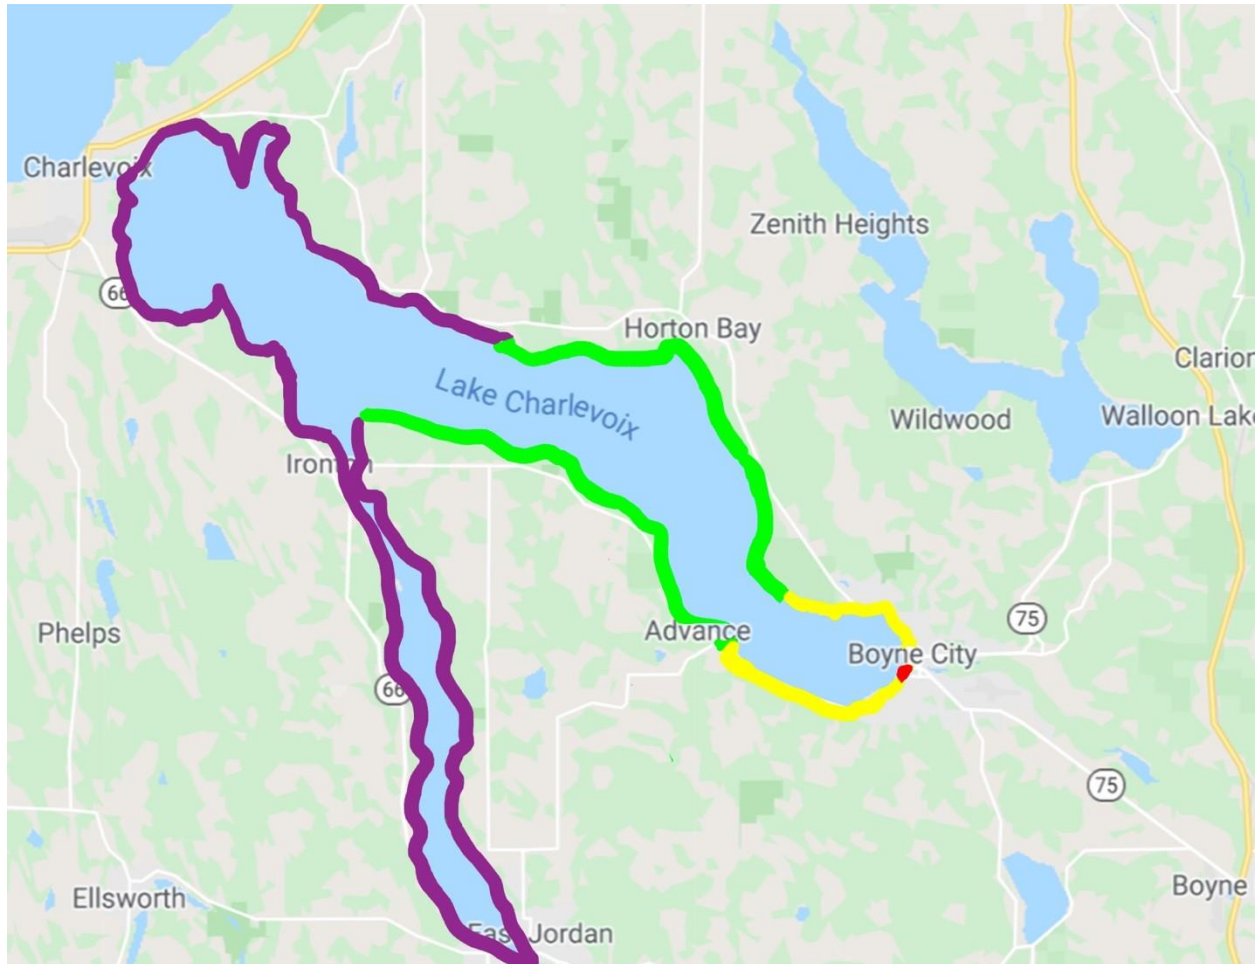 Charlevoix
Zenith Heights
66
Horton Bay
Clarion
Lake Charlevoix
Wildwood
Walloon Lake
Ironton
75
Phelps
Advance
Boyne City
66
75
Ellsworth
Boyne
East Jordan